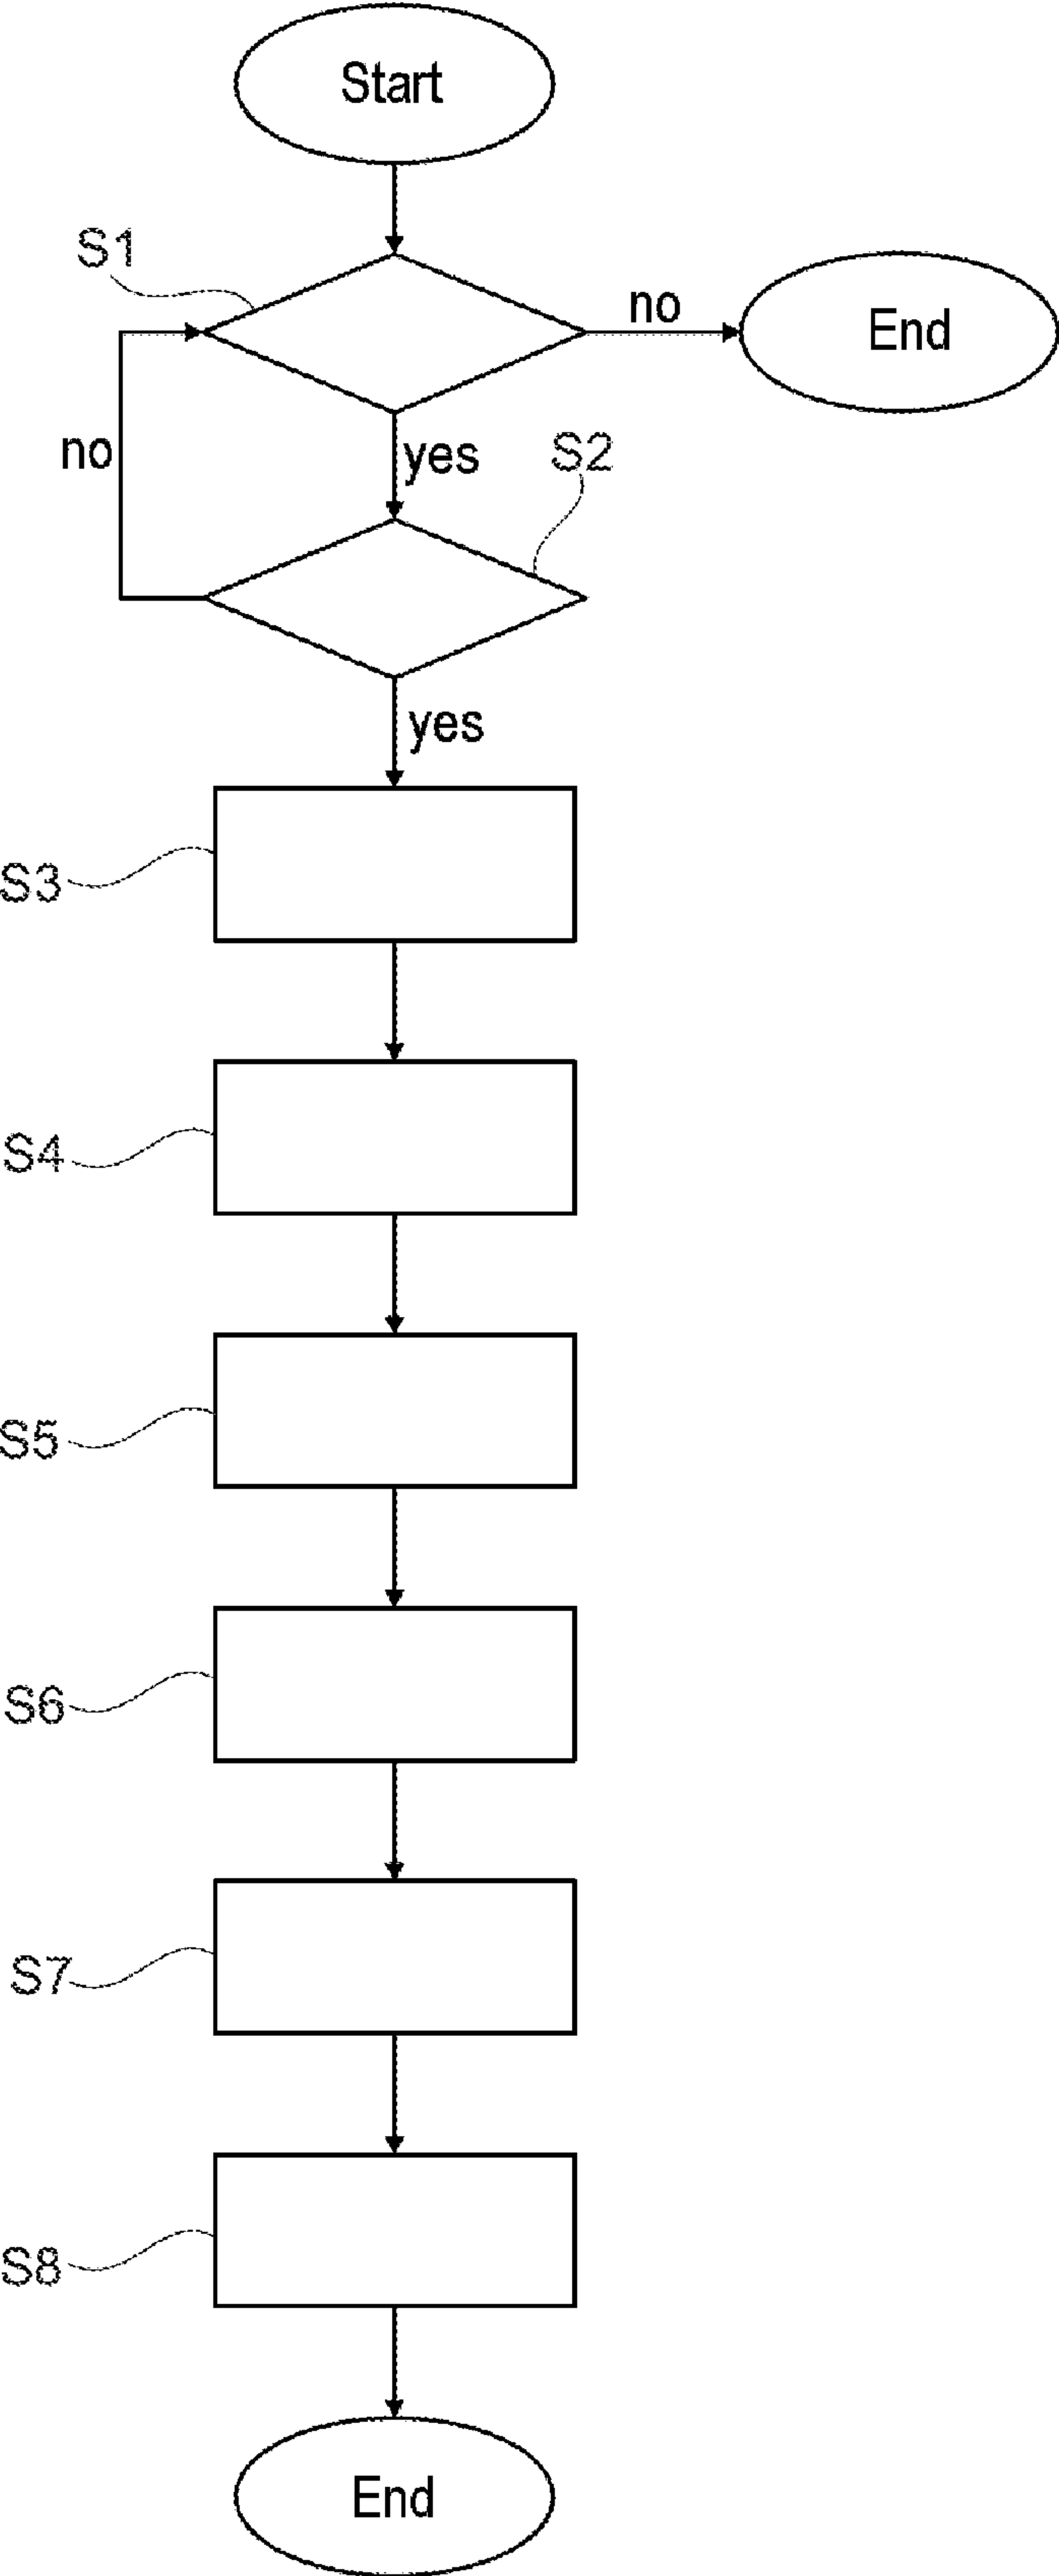 Start
S1
no
End
no
yes
S2
yes
S3
S4
S5
S6
S7
S8
End